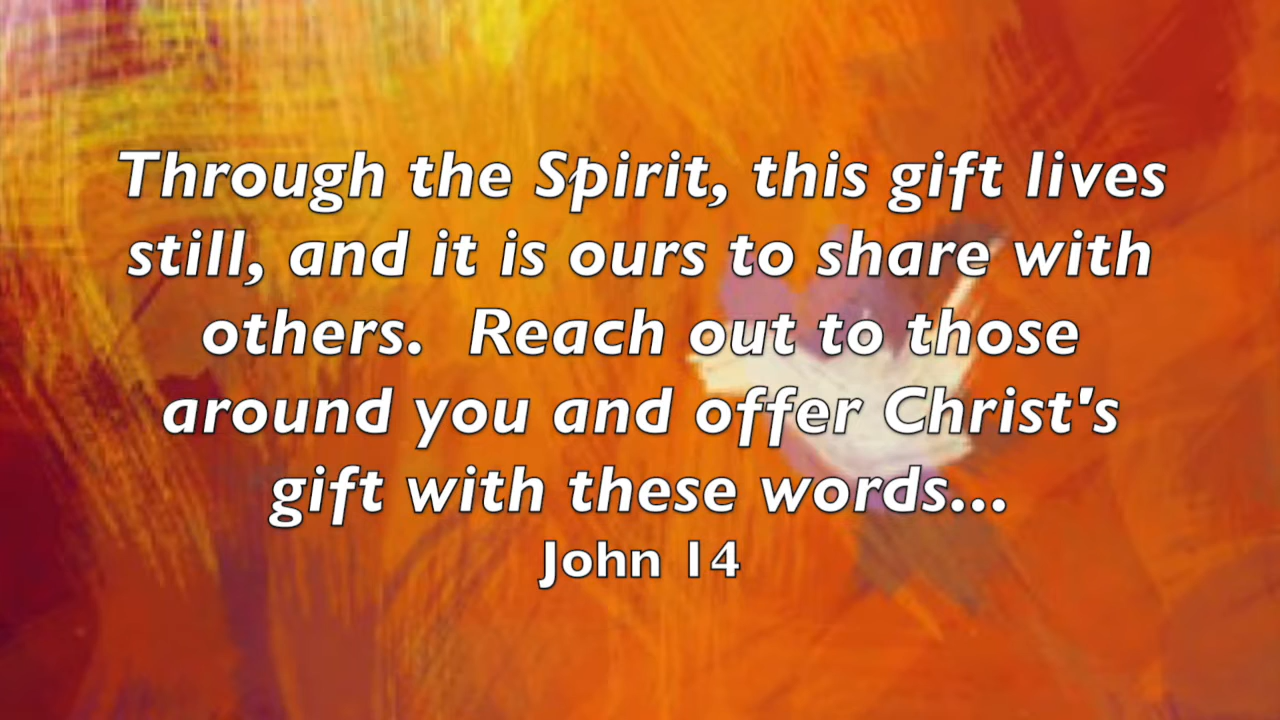 Through the Spirit, this gift lives
still, and it is ours to share with
others.  Reach out to those
around you and offer Christ's
gift with these words...
John 14